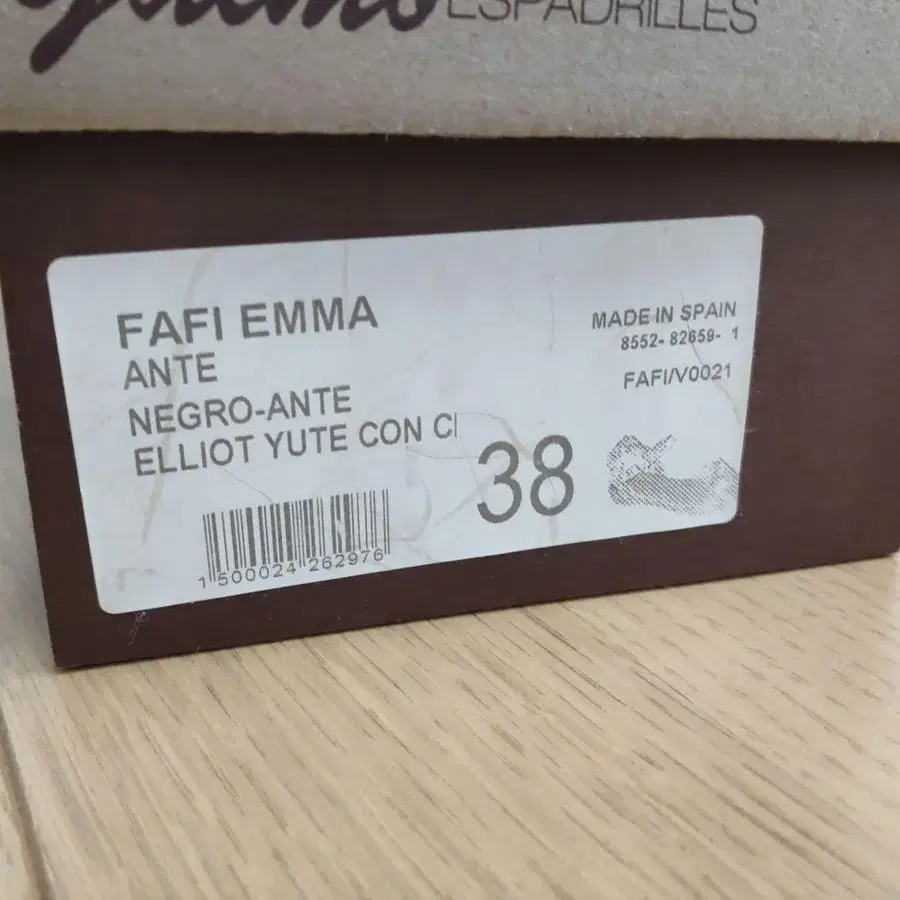 ESPADRILLES
FAFI EMMA
ANTE
NEGRO-ANTE
ELLIOT YUTE CON C
MADE IN SPAIN
8552- 82659- 1
FAFI/V0021
38
1 500024 262976